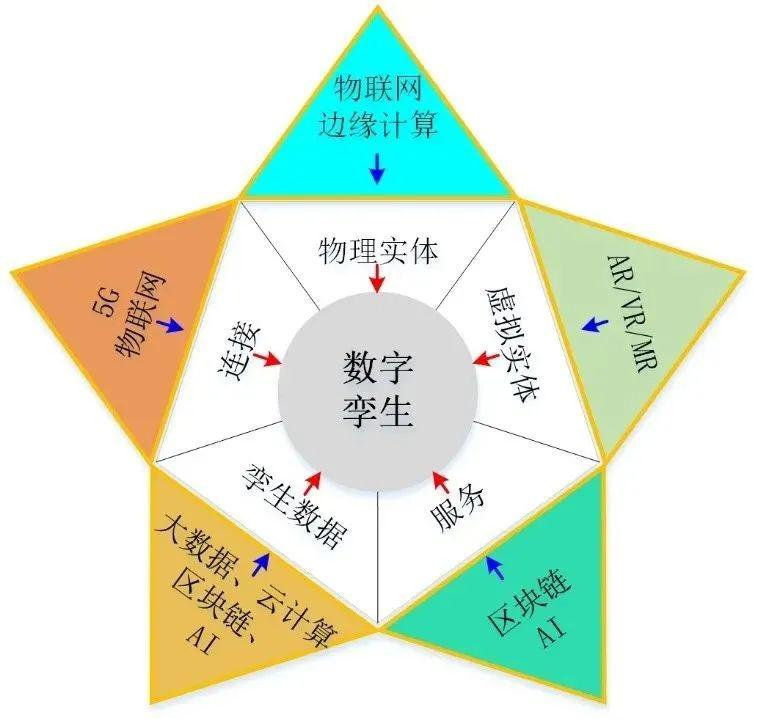 物联网
边缘计算
物理实体
5G
物联网
连接
AR/VR/MR
虚拟实体
数字
孪生
孪生数据
服务
大数据、云计算
区块链、
AI
区块链
AI